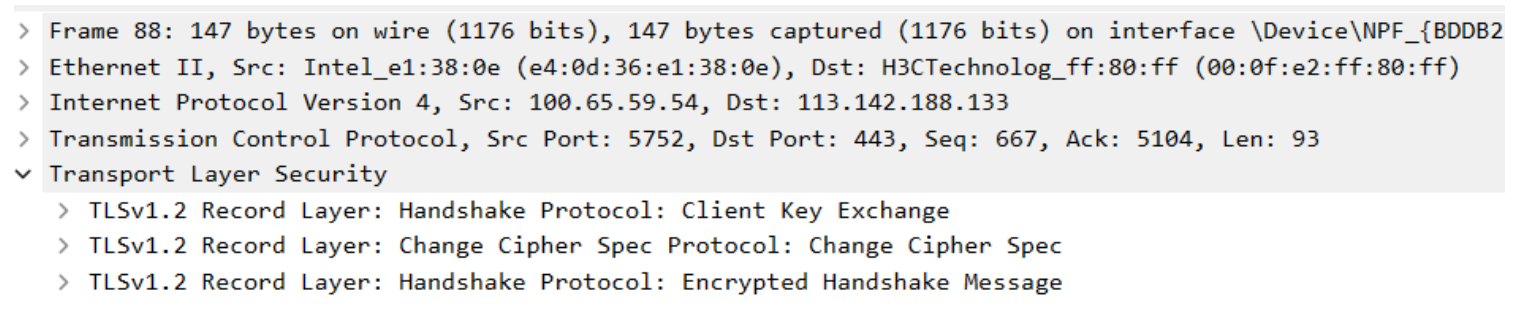 Frame 88: 147 bytes on wire (1176 bits), 147 bytes captured (1176 bits) on interface \Device\NPF_{BDDB2
Ethernet II, Src: Intel_e1:38:0e (e4:0d:36:e1:38:0e), Dst: H3CTechnolog_ff:80:ff (00:0f:e2:ff:80:ff)
Internet Protocol Version 4, Src: 100.65.59.54, Dst: 113.142.188.133
Transmission Control Protocol, Src Port: 5752, Dst Port: 443, Seq: 667, Ack: 5104, Len: 93
Transport Layer Security
TLSv1.2 Record Layer: Handshake Protocol: Client Key Exchange
TLSv1.2 Record Layer: Change Cipher Spec Protocol: Change Cipher Spec
TLSv1.2 Record Layer: Handshake Protocol: Encrypted Handshake Message